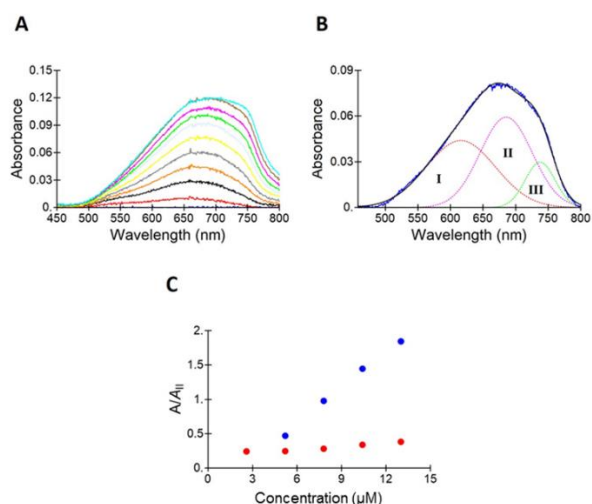 A
B
0.15
0.12
0.09
0.06
0.03
0.
Absorbance
450 500 550 600 650 700 750 800
Wavelength (nm)
0.09
0.06
0.03
0.
Absorbance
I
II
III
500 550 600 650 700 750 800
Wavelength (nm)
C
2.
1.5
1.
0.5
0.
A/AII
0 3 6 9 12 15
Concentration (µM)